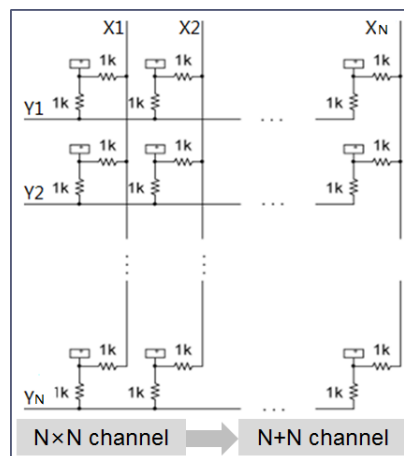 X1 X2 XN
1k 1k 1k
1k 1k 1k
Y1 ...
1k 1k 1k
1k 1k 1k
Y2 ...
1k 1k 1k
1k 1k 1k
YN ...
N×N channel N+N channel